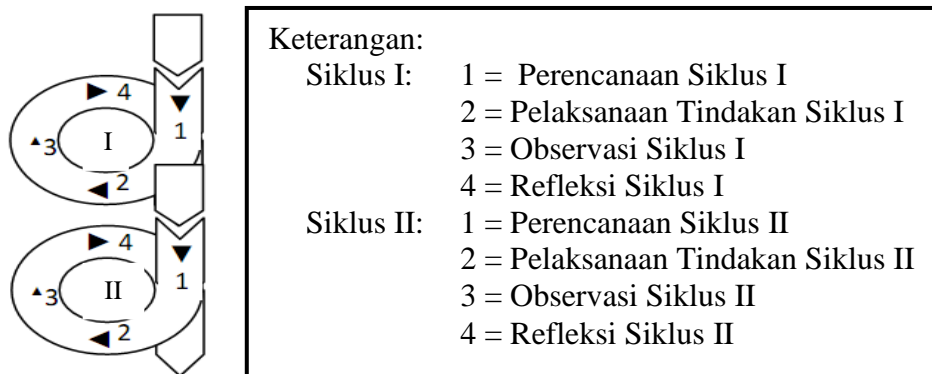 4
1
I
3
2
4
1
II
3
2
Keterangan:
Siklus I: 1 = Perencanaan Siklus I
2 = Pelaksanaan Tindakan Siklus I
3 = Observasi Siklus I
4 = Refleksi Siklus I
Siklus II: 1 = Perencanaan Siklus II
2 = Pelaksanaan Tindakan Siklus II
3 = Observasi Siklus II
4 = Refleksi Siklus II